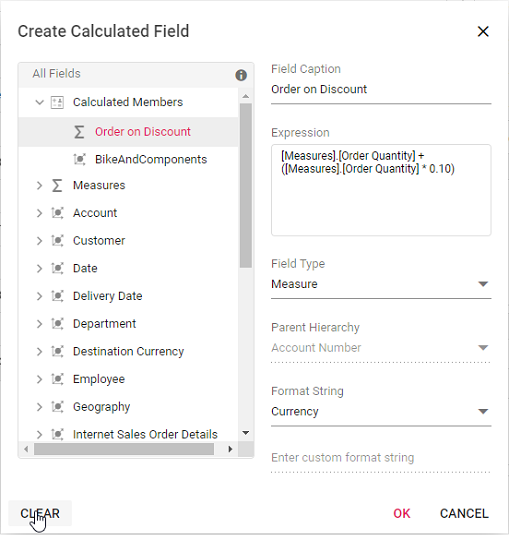 Create Calculated Field
All Fields
Calculated Members
Order on Discount
BikeAndComponents
Measures
Account
Customer
Date
Delivery Date
Department
Destination Currency
Employee
Geography
Internet Sales Order Details
Field Caption
Order on Discount
Expression
[Measures].[Order Quantity] +
([Measures].[Order Quantity] * 0.10)
Field Type
Measure
Parent Hierarchy
Account Number
Format String
Currency
Enter custom format string
CLEAR
OK
CANCEL